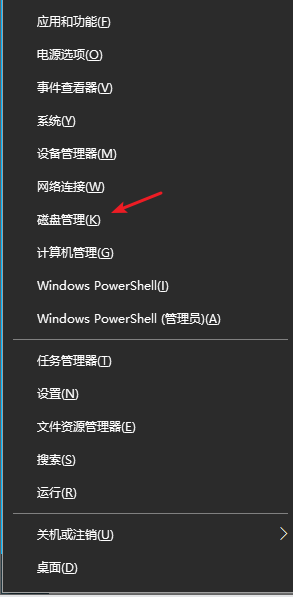 应用和功能(F)
电源选项(O)
事件查看器(V)
系统(Y)
设备管理器(M)
网络连接(W)
磁盘管理(K)
计算机管理(G)
Windows PowerShell(I)
Windows PowerShell (管理员)(A)
任务管理器(T)
设置(N)
文件资源管理器(E)
搜索(S)
运行(R)
关机或注销(U)
桌面(D)